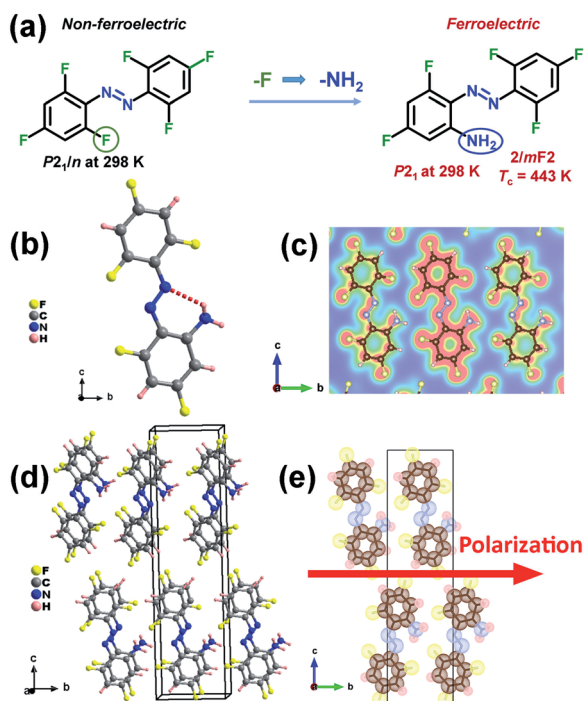 (a)
Non-ferroelectric
Ferroelectric
F
F
F
N
N
F
F
F
P2₁/n at 298 K
-F -NH₂
F
F
F
N
N
F
NH₂
F
P2₁ at 298 K
2/mF2
Tc = 443 K
(b)
F
C
N
H
c
a
b
(c)
c
a
b
(d)
F
C
N
H
c
a
b
(e)
Polarization
c
a
b